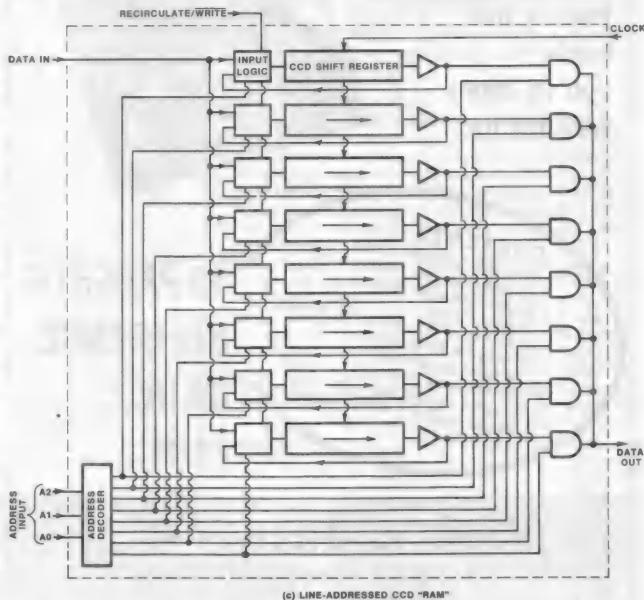 RECIRCULATE/WRITE
CLOCK
DATA IN
INPUT LOGIC
CCD SHIFT REGISTER
DATA OUT
ADDRESS INPUT
A2
A1
A0
ADDRESS DECODER
(c) LINE-ADDRESSED CCD "RAM"